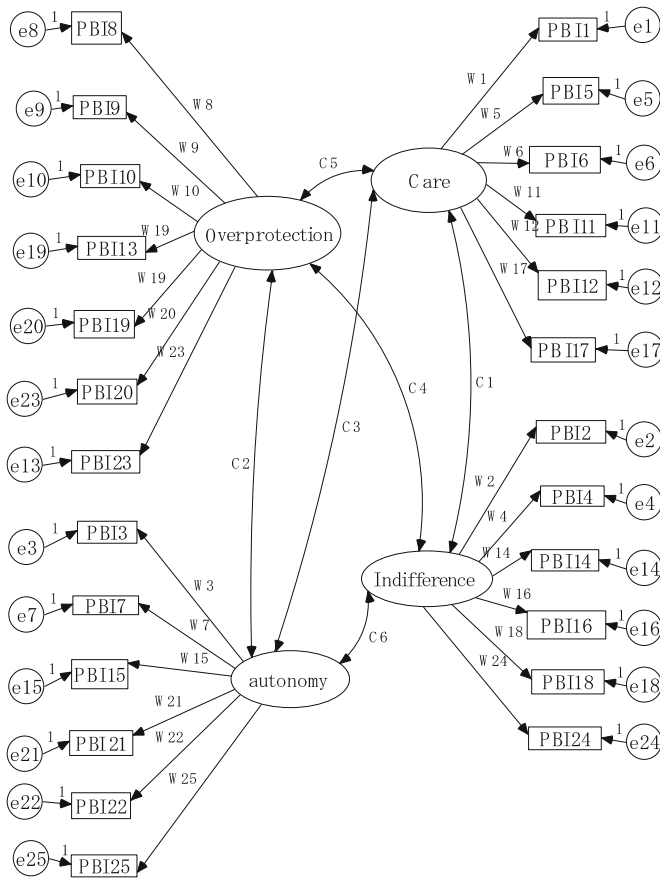 e8 1 PBI8
e9 1 PBI9
e10 1 PBI10
e19 1 PBI13
e20 1 PBI19
e23 1 PBI20
e13 1 PBI23
W8
W9
W10
W19
W19
W20
W23
Overprotection
PBI1 1 e1
PBI5 1 e5
PBI6 1 e6
PBI11 1 e11
PBI12 1 e12
PBI17 1 e17
W1
W5
W6
W11
W12
W17
Care
C5
C4
C3
C2
C1
C6
e3 1 PBI3
e7 1 PBI7
e15 1 PBI15
e21 1 PBI21
e22 1 PBI22
e25 1 PBI25
W3
W7
W15
W21
W22
W25
autonomy
PBI2 1 e2
PBI4 1 e4
PBI14 1 e14
PBI16 1 e16
PBI18 1 e18
PBI24 1 e24
W2
W4
W14
W16
W18
W24
Indifference